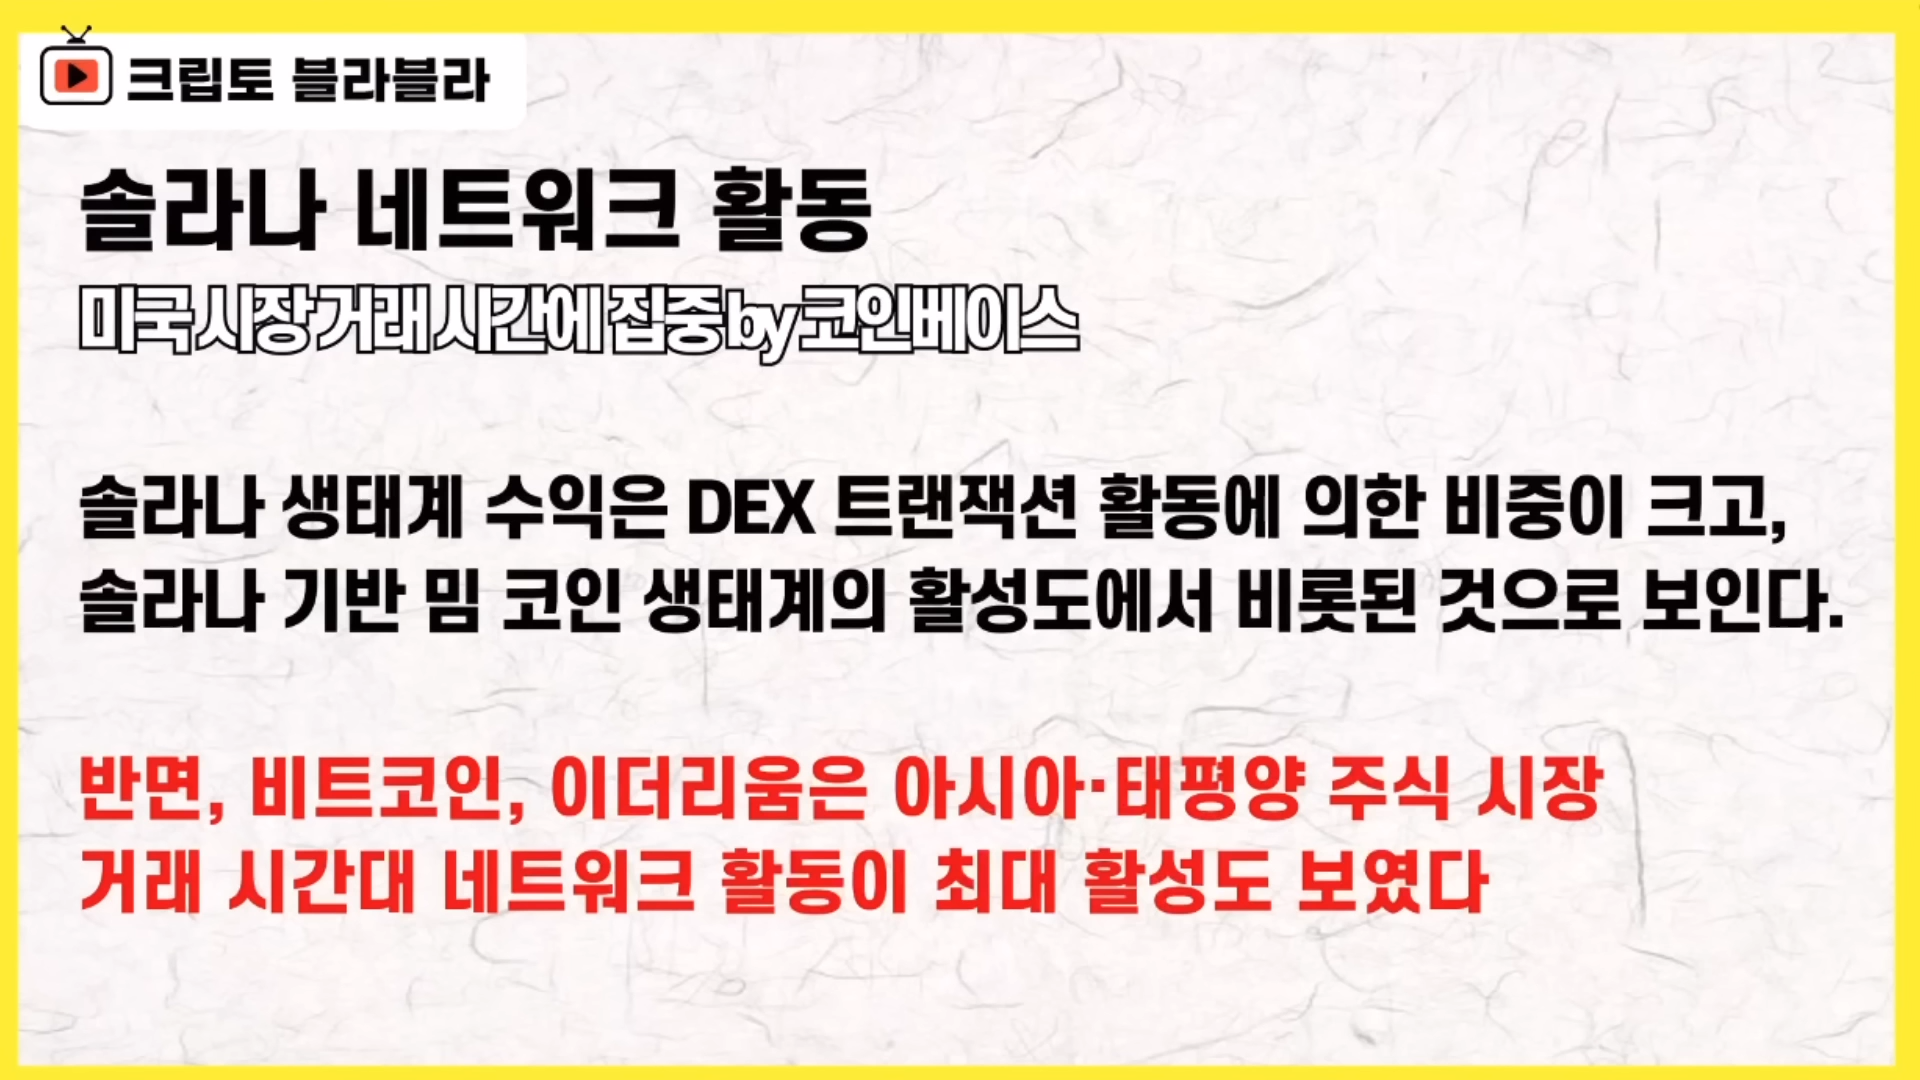 크립토 블라블라
솔라나 네트워크 활동
미국 시장 거래 시간에 집중 by 코인베이스
솔라나 생태계 수익은 DEX 트랜잭션 활동에 의한 비중이 크고,
솔라나 기반 밈 코인 생태계의 활성도에서 비롯된 것으로 보인다.
반면, 비트코인, 이더리움은 아시아·태평양 주식 시장
거래 시간대 네트워크 활동이 최대 활성도 보였다